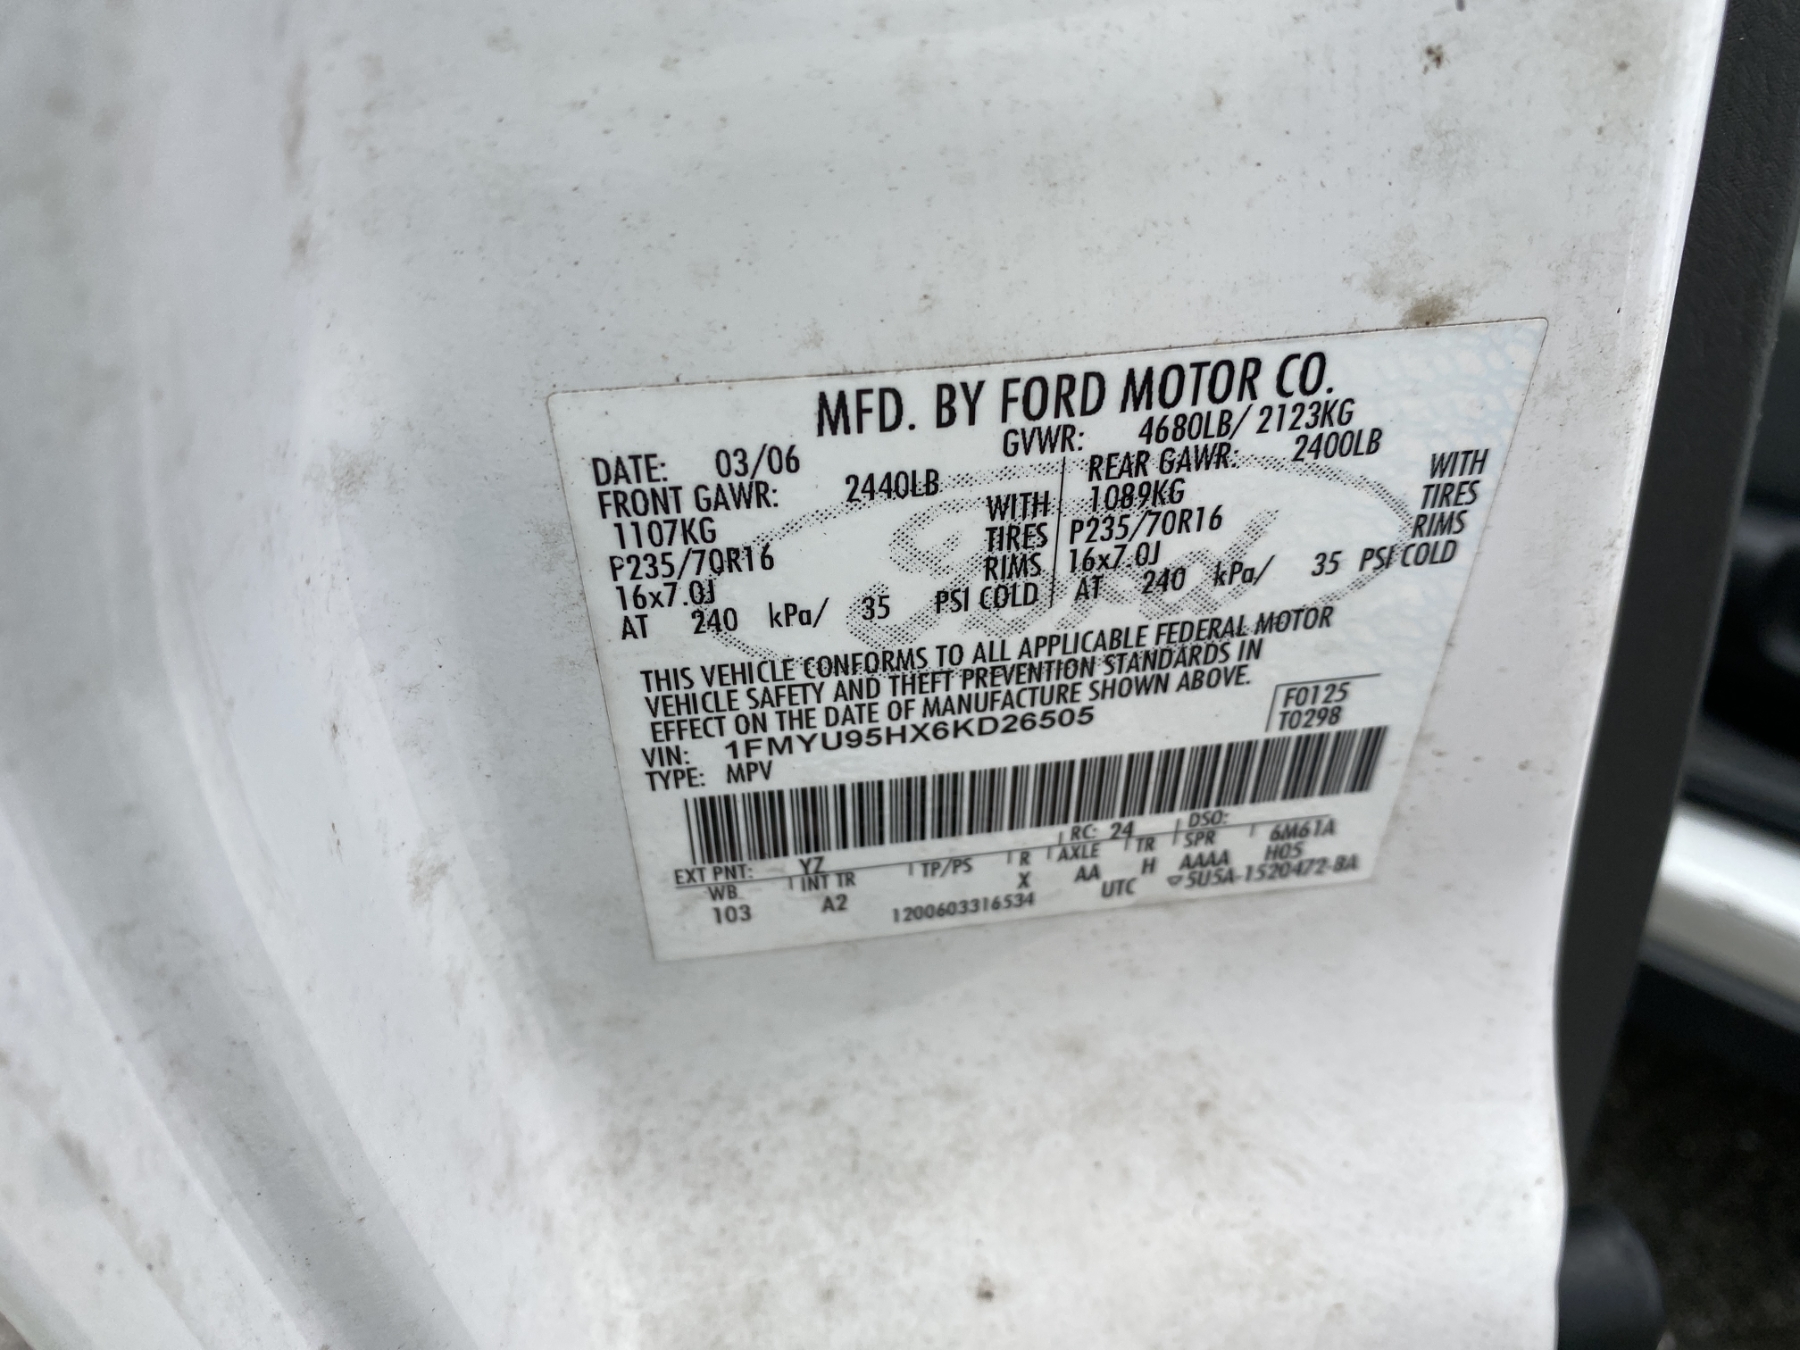 MFD. BY FORD MOTOR CO.
DATE: 03/06 GVWR: 4680LB/ 2123KG
FRONT GAWR: 2440LB REAR GAWR: 2400LB
1107KG WITH 1089KG WITH
P235/70R16 TIRES P235/70R16 TIRES
16x7.0J RIMS 16x7.0J RIMS
AT 240 kPa/ 35 PSI COLD AT 240 kPa/ 35 PSI COLD
Ford
THIS VEHICLE CONFORMS TO ALL APPLICABLE FEDERAL MOTOR
VEHICLE SAFETY AND THEFT PREVENTION STANDARDS IN
EFFECT ON THE DATE OF MANUFACTURE SHOWN ABOVE.
VIN: 1FMYU95HX6KD26505 F0125
TYPE: MPV T0298
EXT PNT: YZ RC: 24 DSO:
WB INT TR TP/PS R AXLE TR SPR 6M61A
103 A2 X AA H AAAA H05
1200603316534 UTC 5U5A-1520472-BA